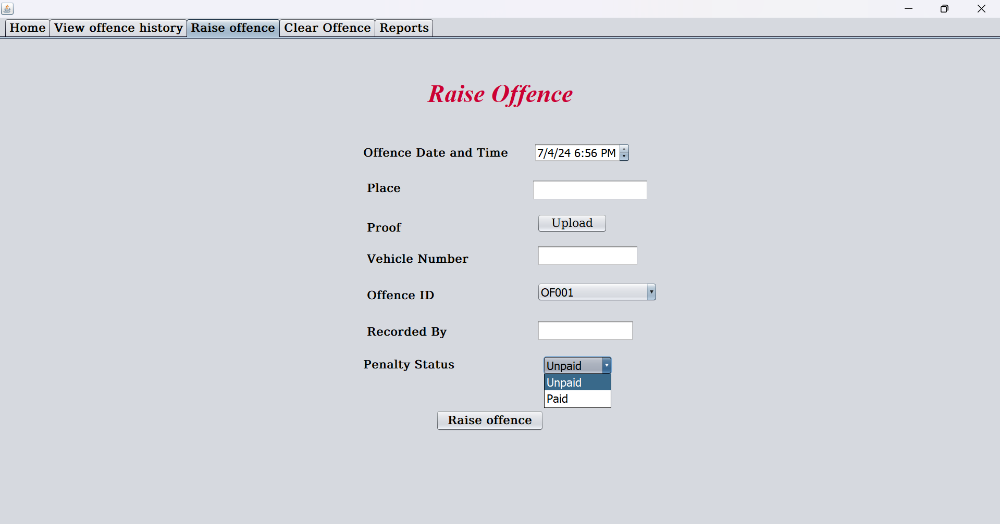 Home View offence history Raise offence Clear Offence Reports
Raise Offence
Offence Date and Time 7/4/24 6:56 PM
Place
Proof Upload
Vehicle Number
Offence ID OF001
Recorded By
Penalty Status Unpaid
Unpaid
Paid
Raise offence